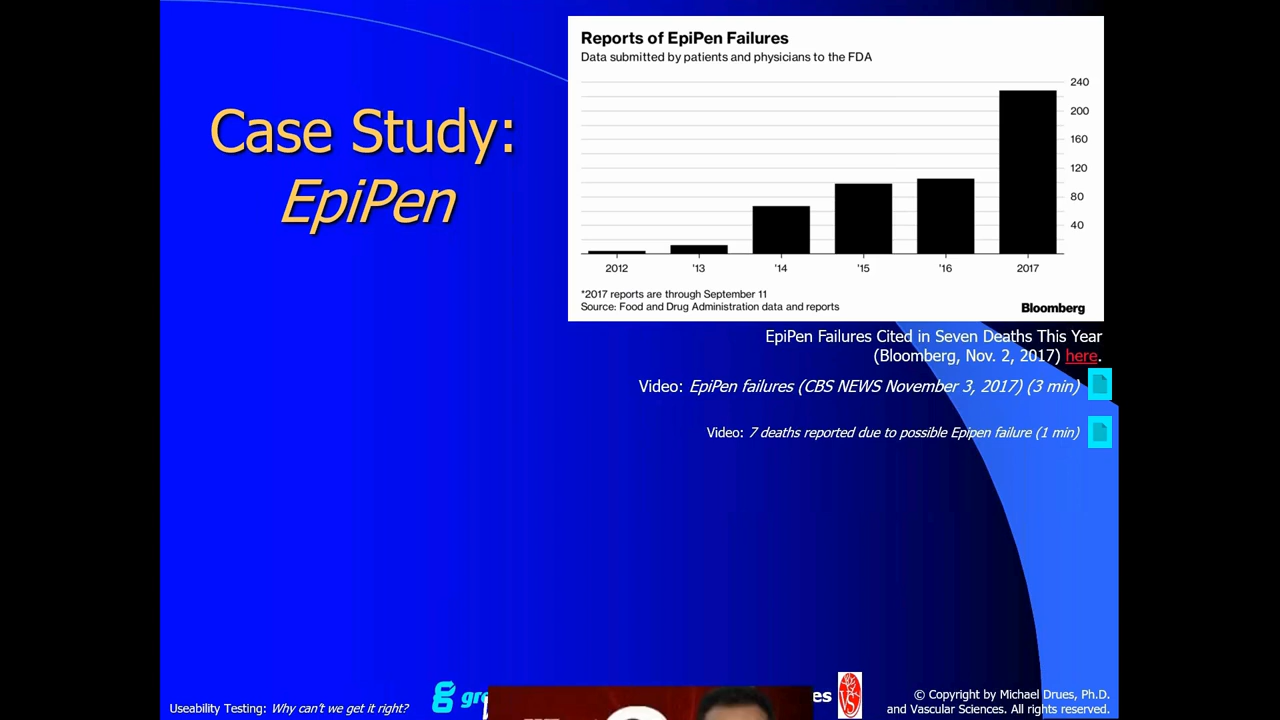 Case Study:
EpiPen
Reports of EpiPen Failures
Data submitted by patients and physicians to the FDA
240
200
160
120
80
40
2012
'13
'14
'15
'16
2017
*2017 reports are through September 11
Source: Food and Drug Administration data and reports
Bloomberg
EpiPen Failures Cited in Seven Deaths This Year
(Bloomberg, Nov. 2, 2017) here.
Video: EpiPen failures (CBS NEWS November 3, 2017) (3 min)
Video: 7 deaths reported due to possible Epipen failure (1 min)
Useability Testing: Why can't we get it right?
VS
© Copyright by Michael Drues, Ph.D.
and Vascular Sciences. All rights reserved.